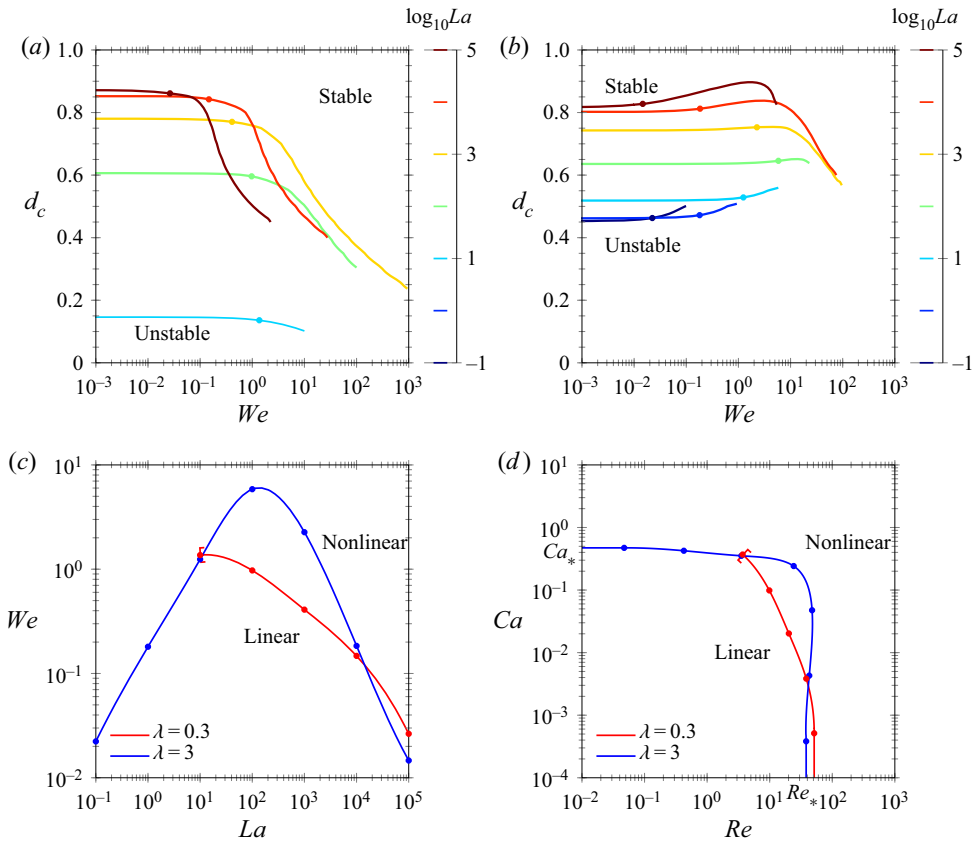 log₁₀La
log₁₀La
(a)
(b)
1.0
0.8
0.6
0.4
0.2
0
d_c
Stable
Unstable
10⁻³ 10⁻² 10⁻¹ 10⁰ 10¹ 10² 10³
We
5
3
1
−1
1.0
0.8
0.6
0.4
0.2
0
d_c
Stable
Unstable
10⁻³ 10⁻² 10⁻¹ 10⁰ 10¹ 10² 10³
We
5
3
1
−1
(c)
(d)
10¹
10⁰
10⁻¹
10⁻²
We
Nonlinear
Linear
λ = 0.3
λ = 3
10⁻¹ 10⁰ 10¹ 10² 10³ 10⁴ 10⁵
La
10¹
10⁰
Ca*
10⁻¹
10⁻²
10⁻³
10⁻⁴
Ca
Nonlinear
Linear
λ = 0.3
λ = 3
10⁻² 10⁻¹ 10⁰ 10¹ Re* 10² 10³
Re